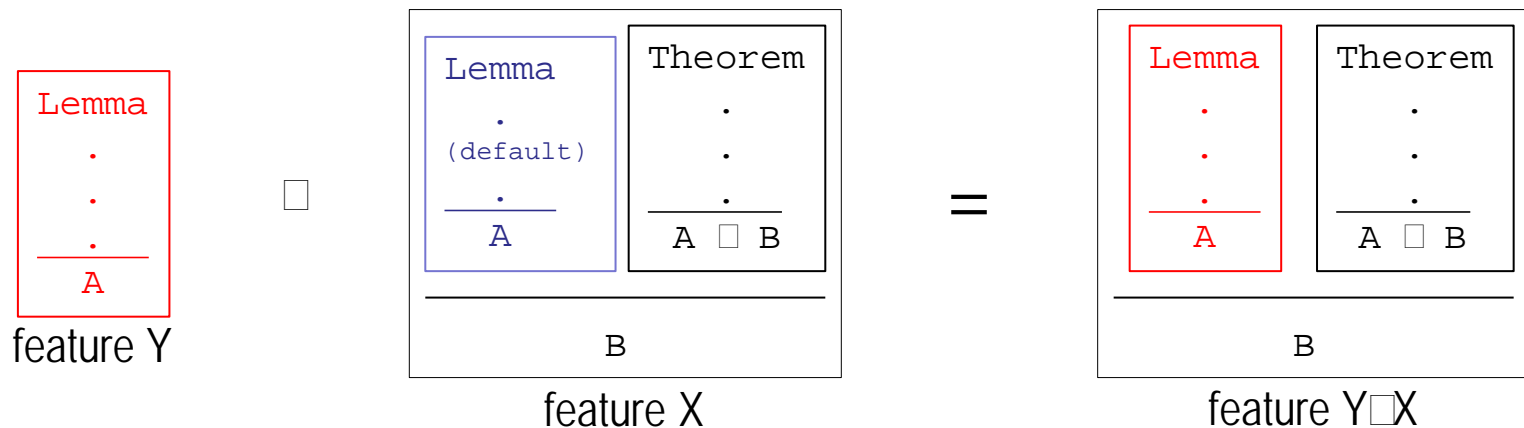 Lemma
.
.
.
A
feature Y
□
Lemma
.
(default)
.
A
Theorem
.
.
.
A □ B
B
feature X
=
Lemma
.
.
.
A
Theorem
.
.
.
A □ B
B
feature Y□X